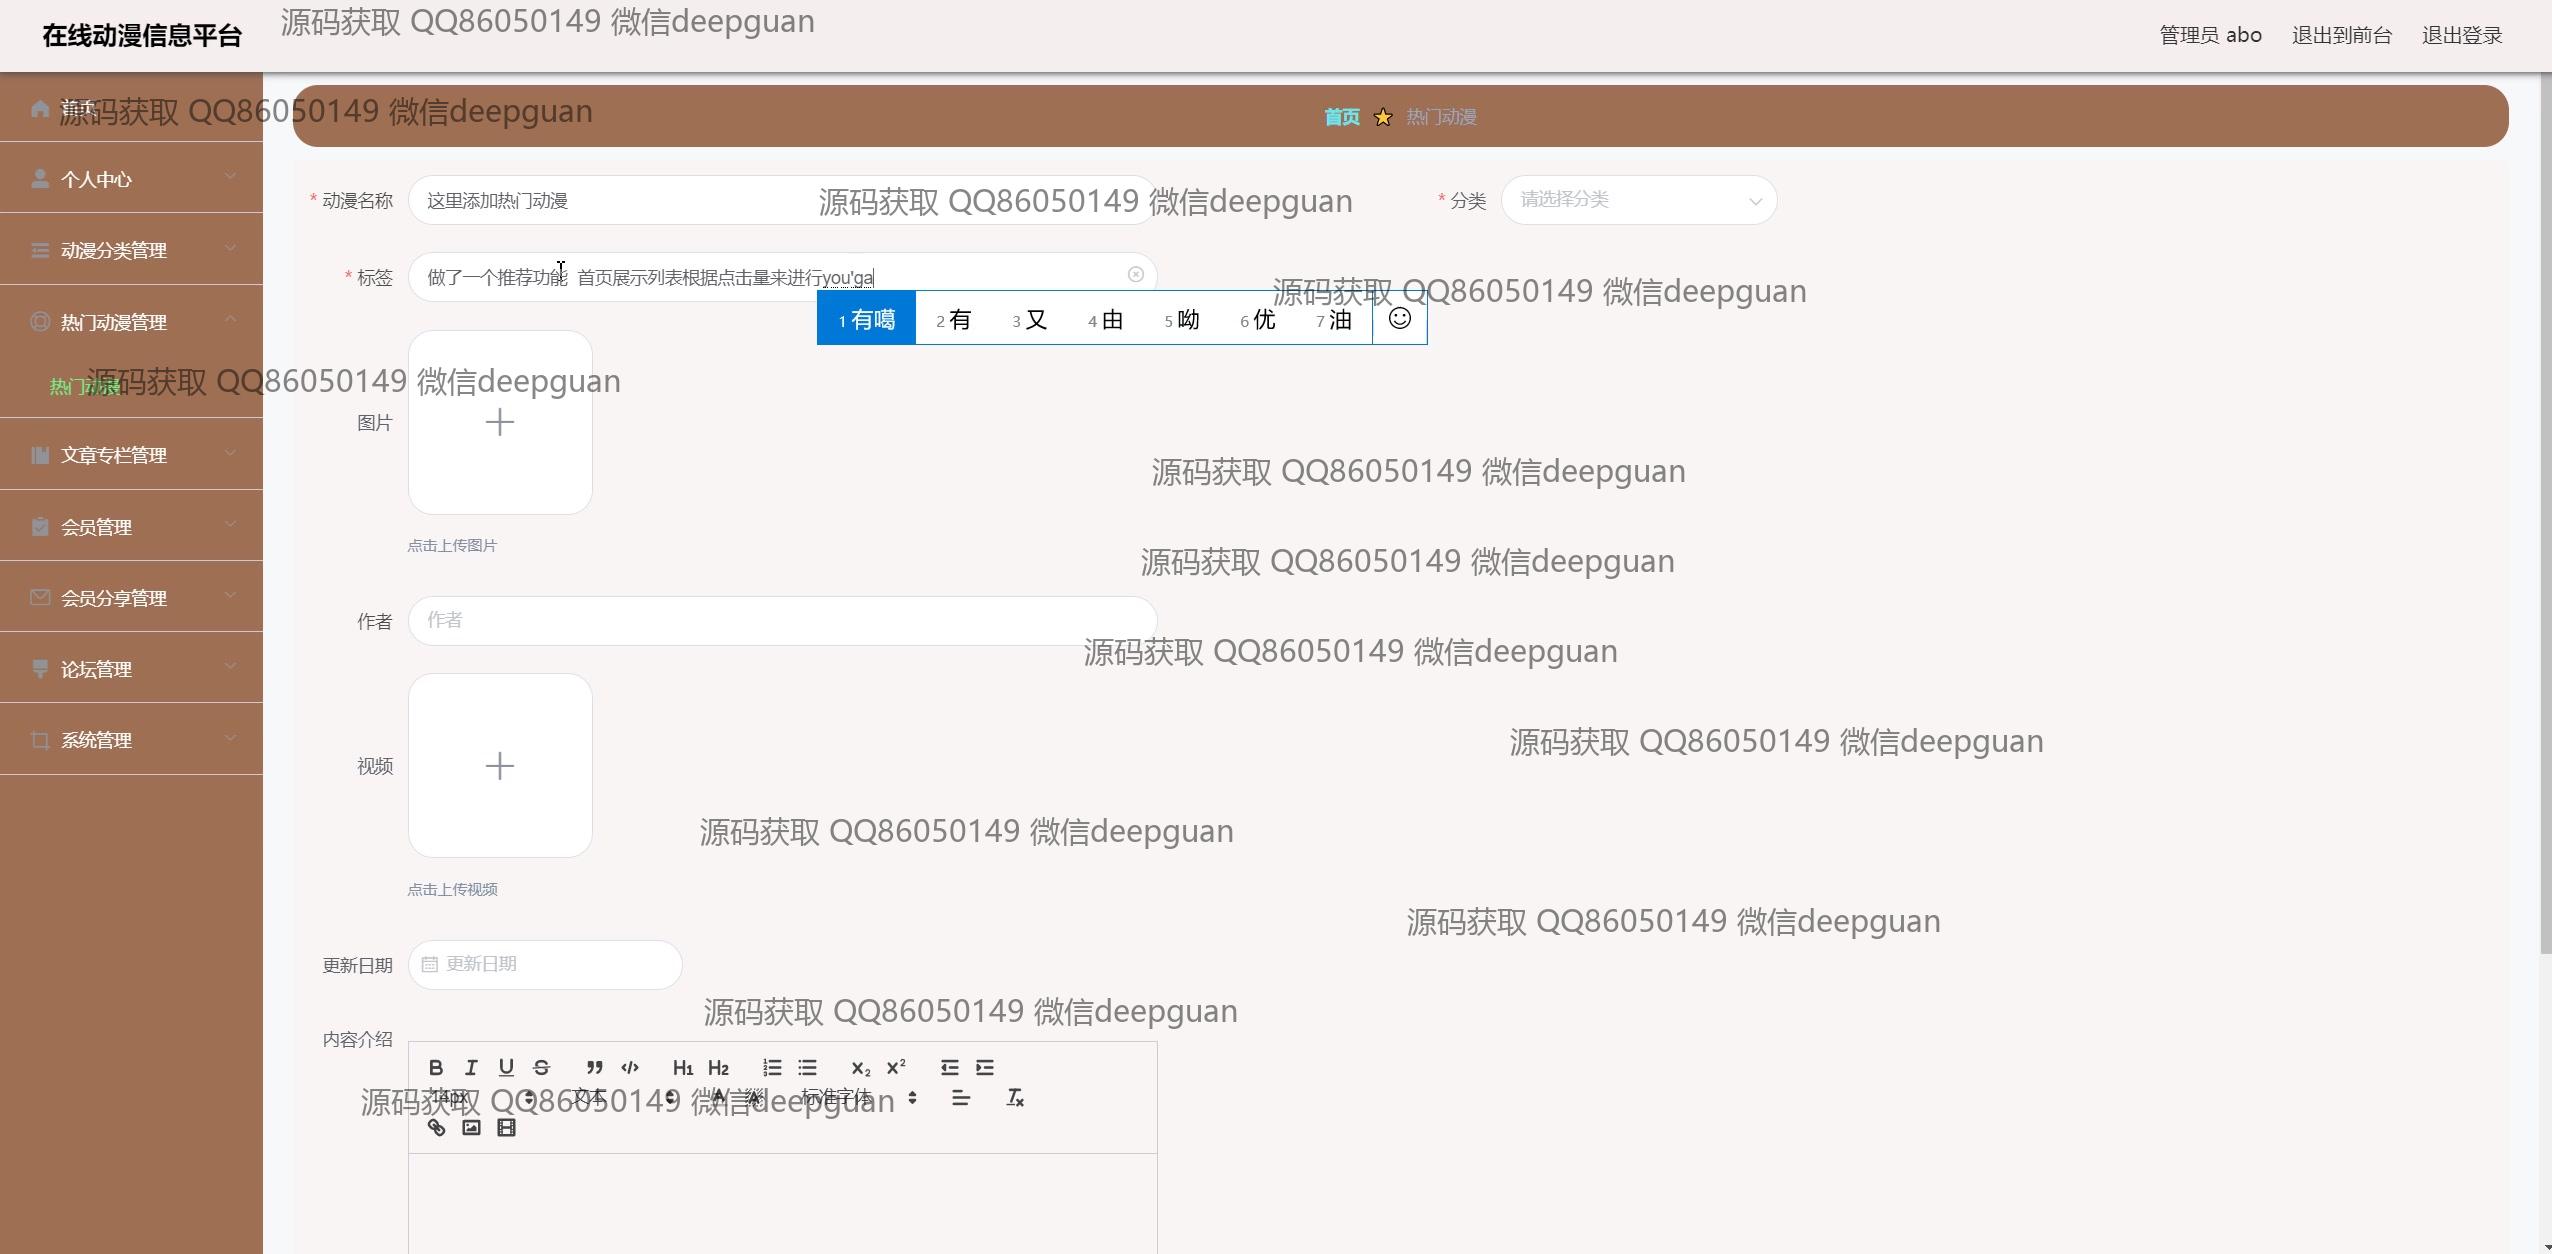 在线动漫信息平台
源码获取 QQ86050149 微信deepguan
管理员 abo 退出到前台 退出登录
首页
源码获取 QQ86050149 微信deepguan
首页 热门动漫
个人中心
* 动漫名称 这里添加热门动漫
源码获取 QQ86050149 微信deepguan
* 分类 请选择分类
动漫分类管理
* 标签 做了一个推荐功能 首页展示列表根据点击量来进行you'ga
源码获取 QQ86050149 微信deepguan
1 有噶 2 有 3 又 4 由 5 呦 6 优 7 油
热门动漫管理
热门动漫
源码获取 QQ86050149 微信deepguan
图片
文章专栏管理
源码获取 QQ86050149 微信deepguan
会员管理
点击上传图片
源码获取 QQ86050149 微信deepguan
会员分享管理
作者 作者
源码获取 QQ86050149 微信deepguan
论坛管理
系统管理
源码获取 QQ86050149 微信deepguan
视频
源码获取 QQ86050149 微信deepguan
点击上传视频
源码获取 QQ86050149 微信deepguan
更新日期 更新日期
源码获取 QQ86050149 微信deepguan
内容介绍
B I U S H1 H2 X2 X2
14px 文本 A A 标准字体
源码获取 QQ86050149 微信deepguan